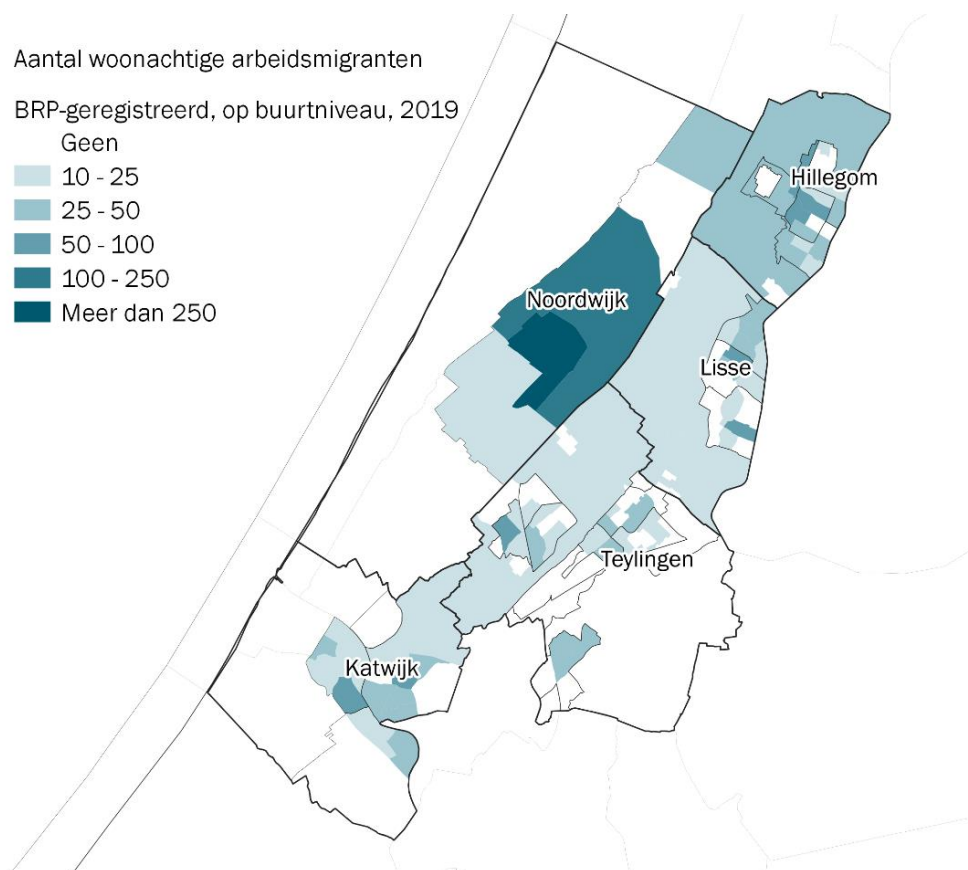 Aantal woonachtige arbeidsmigranten
BRP-geregistreerd, op buurtniveau, 2019
Geen
10 - 25
25 - 50
50 - 100
100 - 250
Meer dan 250
Hillegom
Noordwijk
Lisse
Teylingen
Katwijk